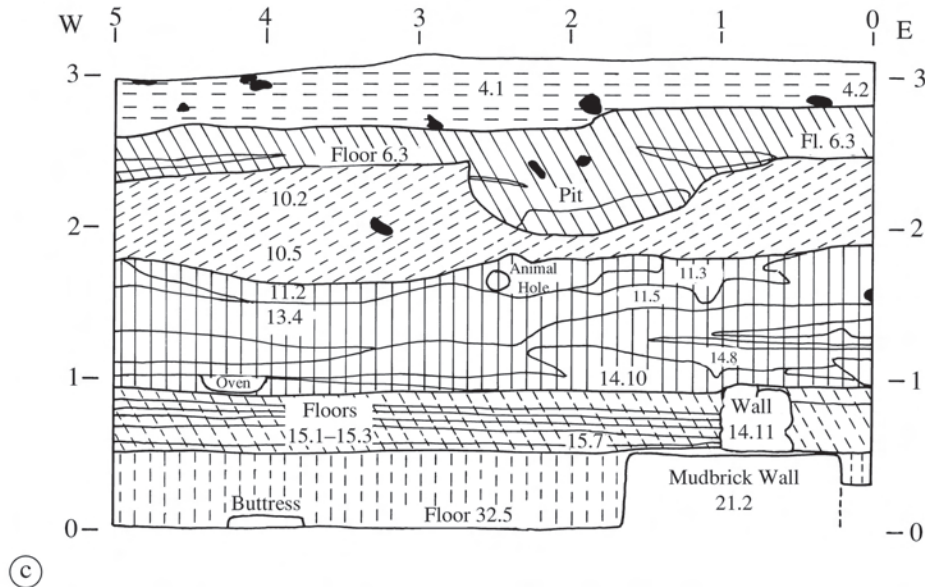 W 5 4 3 2 1 0 E
3 3
4.1
4.2
Floor 6.3
Fl. 6.3
10.2
Pit
2 2
10.5
Animal
Hole
11.3
11.2
11.5
13.4
14.8
14.10
1 1
Oven
Floors
15.1–15.3
15.7
Wall
14.11
Mudbrick Wall
21.2
Buttress
Floor 32.5
0 0
c